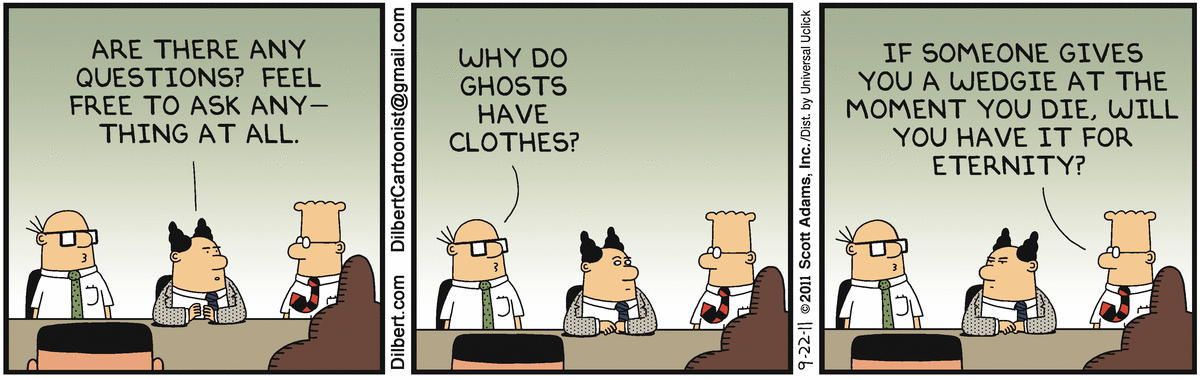 ARE THERE ANY
QUESTIONS? FEEL
FREE TO ASK ANY—
THING AT ALL.
Dilbert.com DilbertCartoonist@gmail.com
WHY DO
GHOSTS
HAVE
CLOTHES?
9-22-11 ©2011 Scott Adams, Inc./Dist. by Universal Uclick
IF SOMEONE GIVES
YOU A WEDGIE AT THE
MOMENT YOU DIE, WILL
YOU HAVE IT FOR
ETERNITY?